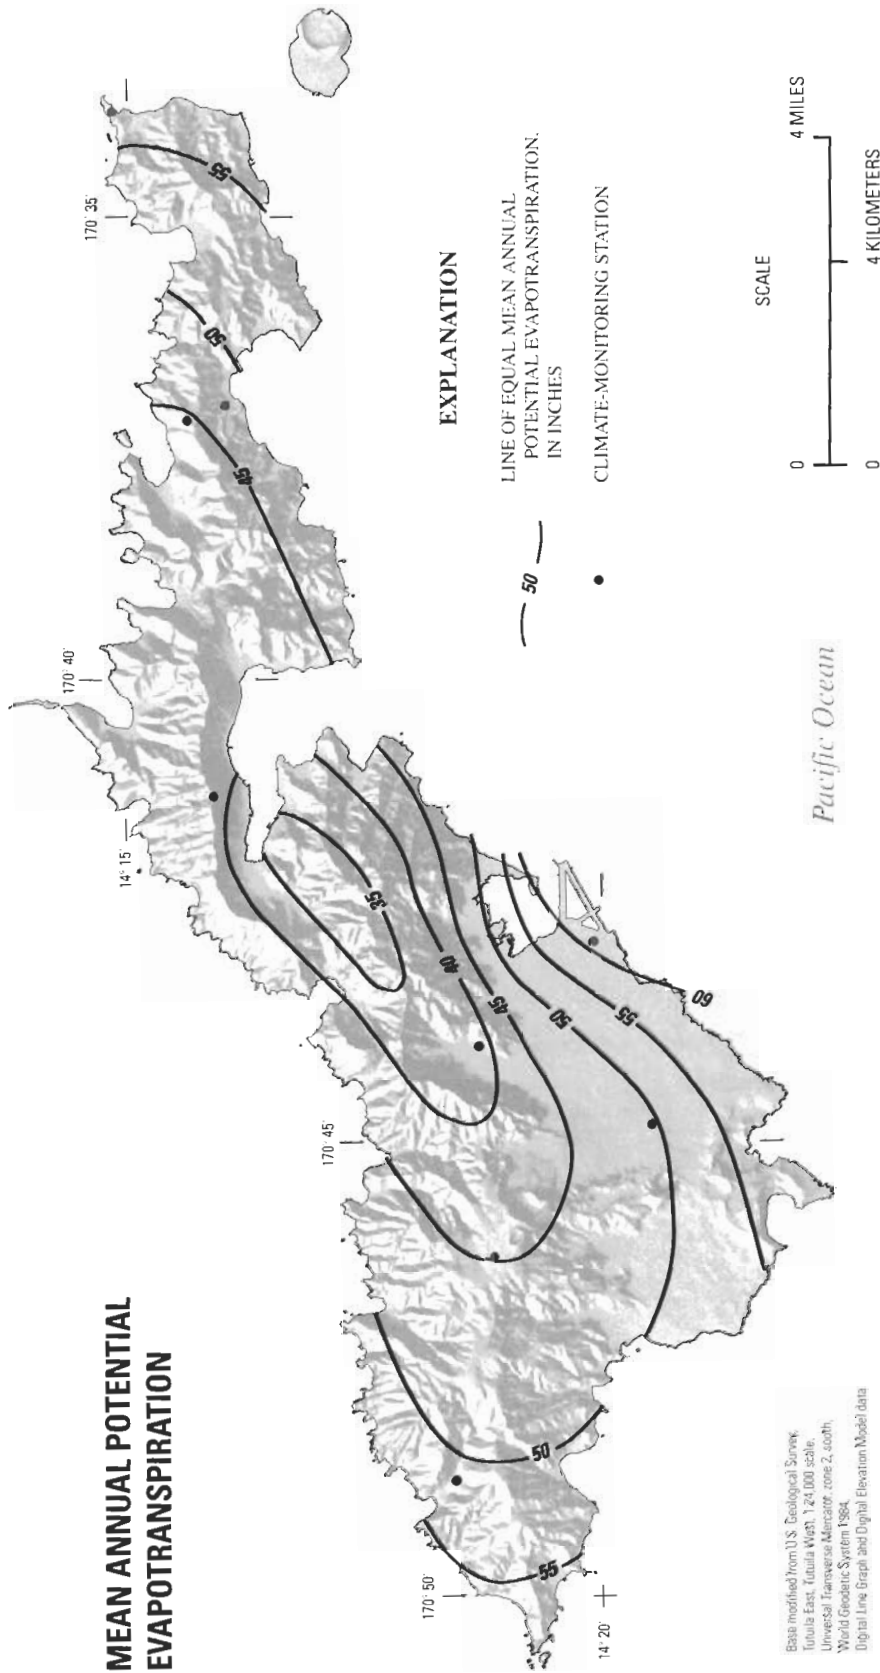 MEAN ANNUAL POTENTIAL
EVAPOTRANSPIRATION
170° 50'
170° 45'
170° 40'
170° 35'
14° 15'
14° 20'
55
50
35
40
45
50
55
60
45
50
55
EXPLANATION
50
LINE OF EQUAL MEAN ANNUAL
POTENTIAL EVAPOTRANSPIRATION.
IN INCHES
CLIMATE-MONITORING STATION
SCALE
0
4 MILES
0
4 KILOMETERS
Pacific Ocean
Base modified from U.S. Geological Survey,
Tutuila East, Tutuila West, 1:24,000 scale.
Universal Transverse Mercator, zone 2, south,
World Geodetic System 1984,
Digital Line Graph and Digital Elevation Model data